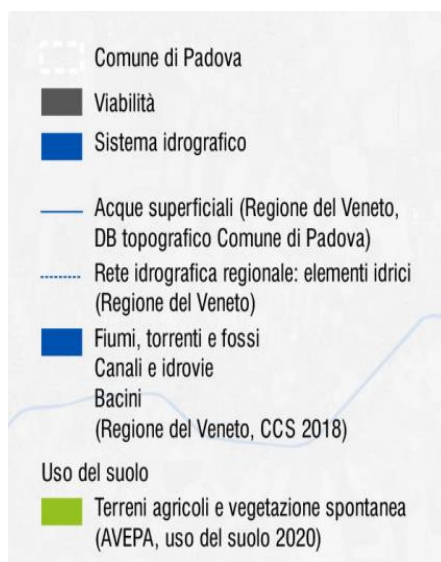 Comune di Padova
Viabilità
Sistema idrografico
Acque superficiali (Regione del Veneto,
DB topografico Comune di Padova)
Rete idrografica regionale: elementi idrici
(Regione del Veneto)
Fiumi, torrenti e fossi
Canali e idrovie
Bacini
(Regione del Veneto, CCS 2018)
Uso del suolo
Terreni agricoli e vegetazione spontanea
(AVEPA, uso del suolo 2020)